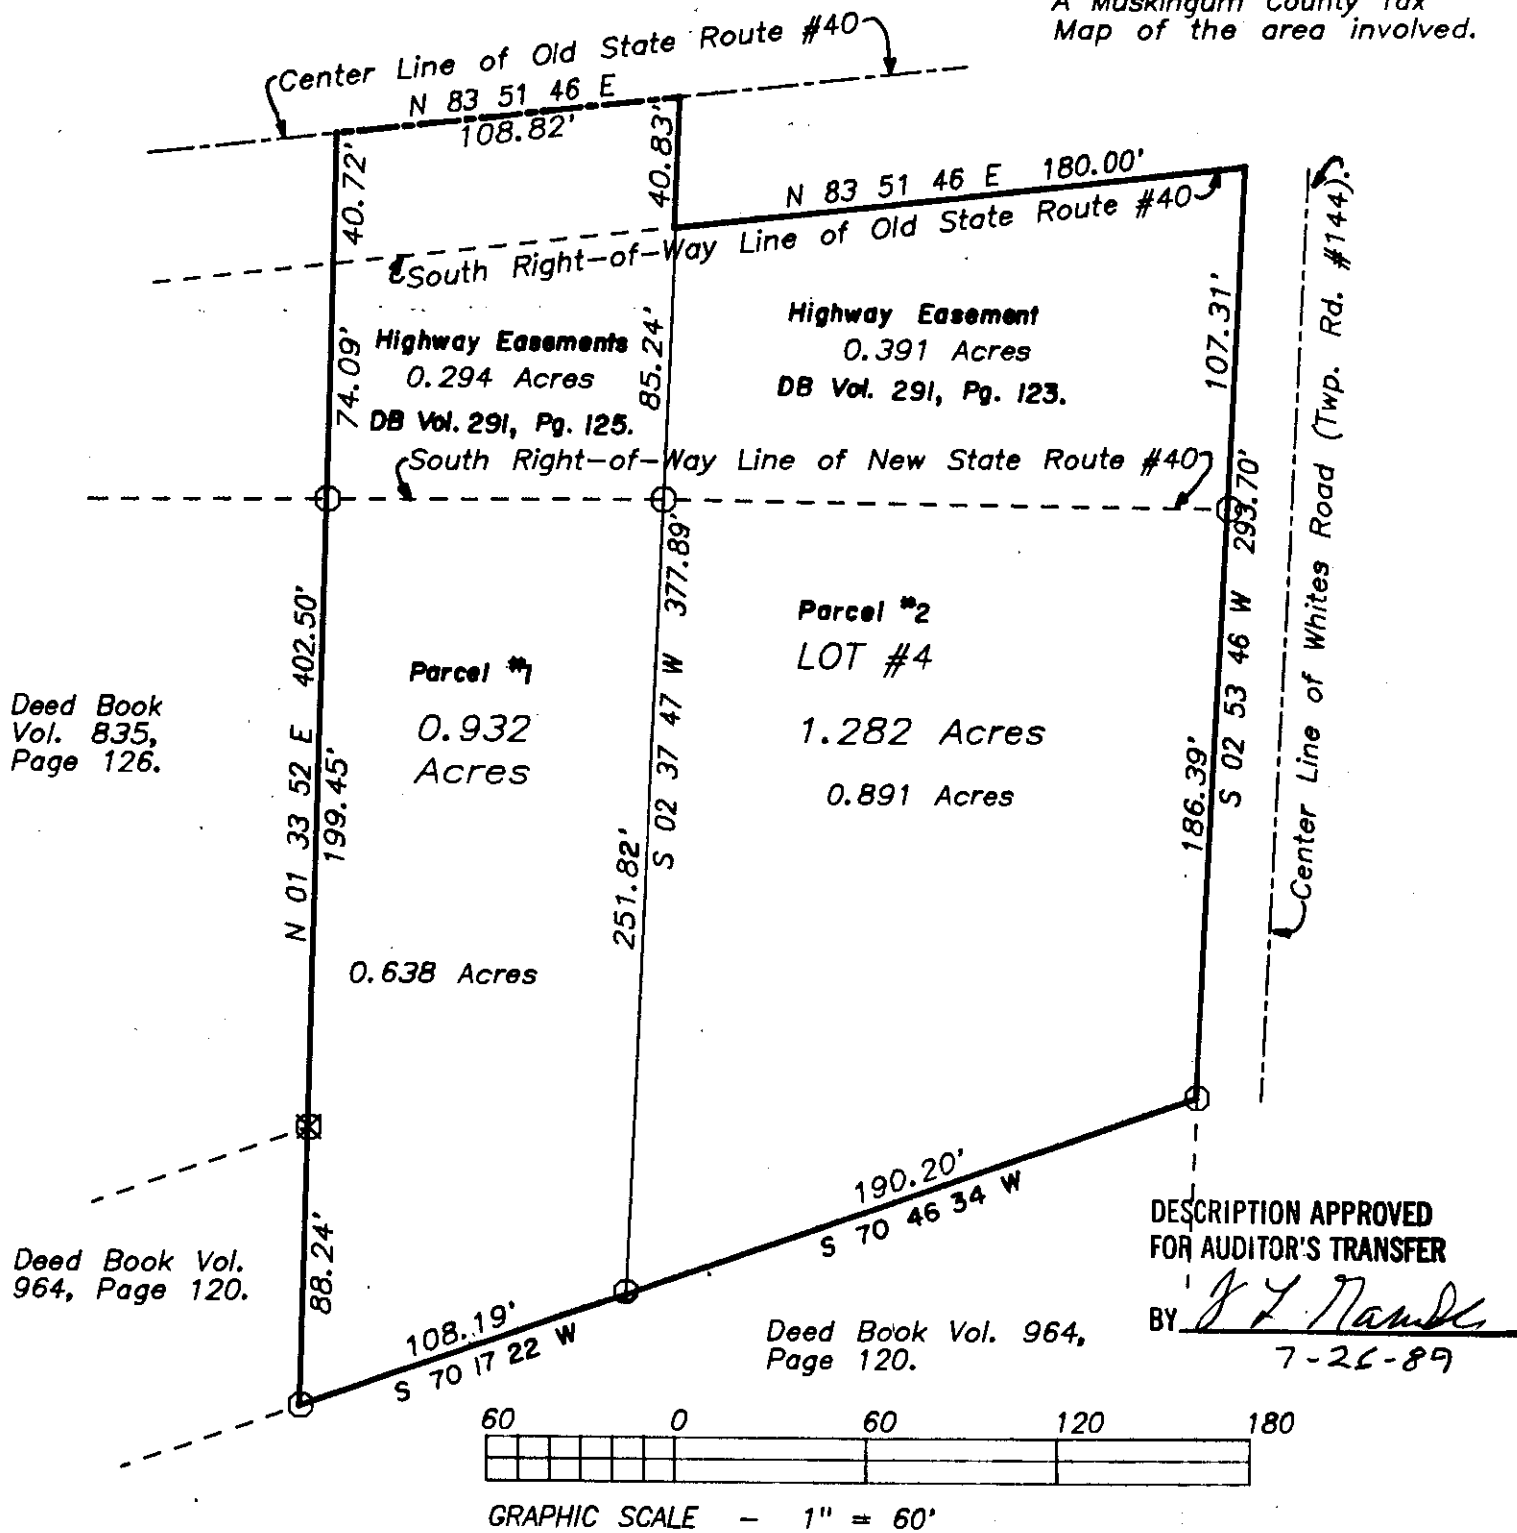 A Muskingum County Tax
Map of the area involved.
Center Line of Old State Route #40
N 83 51 46 E
108.82'
40.72'
40.83'
N 83 51 46 E 180.00'
South Right-of-Way Line of Old State Route #40
Highway Easements
0.294 Acres
DB Vol. 291, Pg. 125.
74.09'
85.24'
Highway Easement
0.391 Acres
DB Vol. 291, Pg. 123.
107.31'
South Right-of-Way Line of New State Route #40
Center Line of Whites Road (Twp. Rd. #144).
N 01 33 52 E 402.50'
199.45'
S 02 37 47 W 377.89'
251.82'
S 02 53 46 W 293.70'
186.39'
Parcel #1
0.932
Acres
0.638 Acres
Parcel #2
LOT #4
1.282 Acres
0.891 Acres
Deed Book
Vol. 835,
Page 126.
Deed Book Vol.
964, Page 120.
88.24'
108.19'
S 70 17 22 W
190.20'
S 70 46 34 W
Deed Book Vol. 964,
Page 120.
DESCRIPTION APPROVED
FOR AUDITOR'S TRANSFER
BY
7-26-89
60 0 60 120 180
GRAPHIC SCALE - 1" = 60'